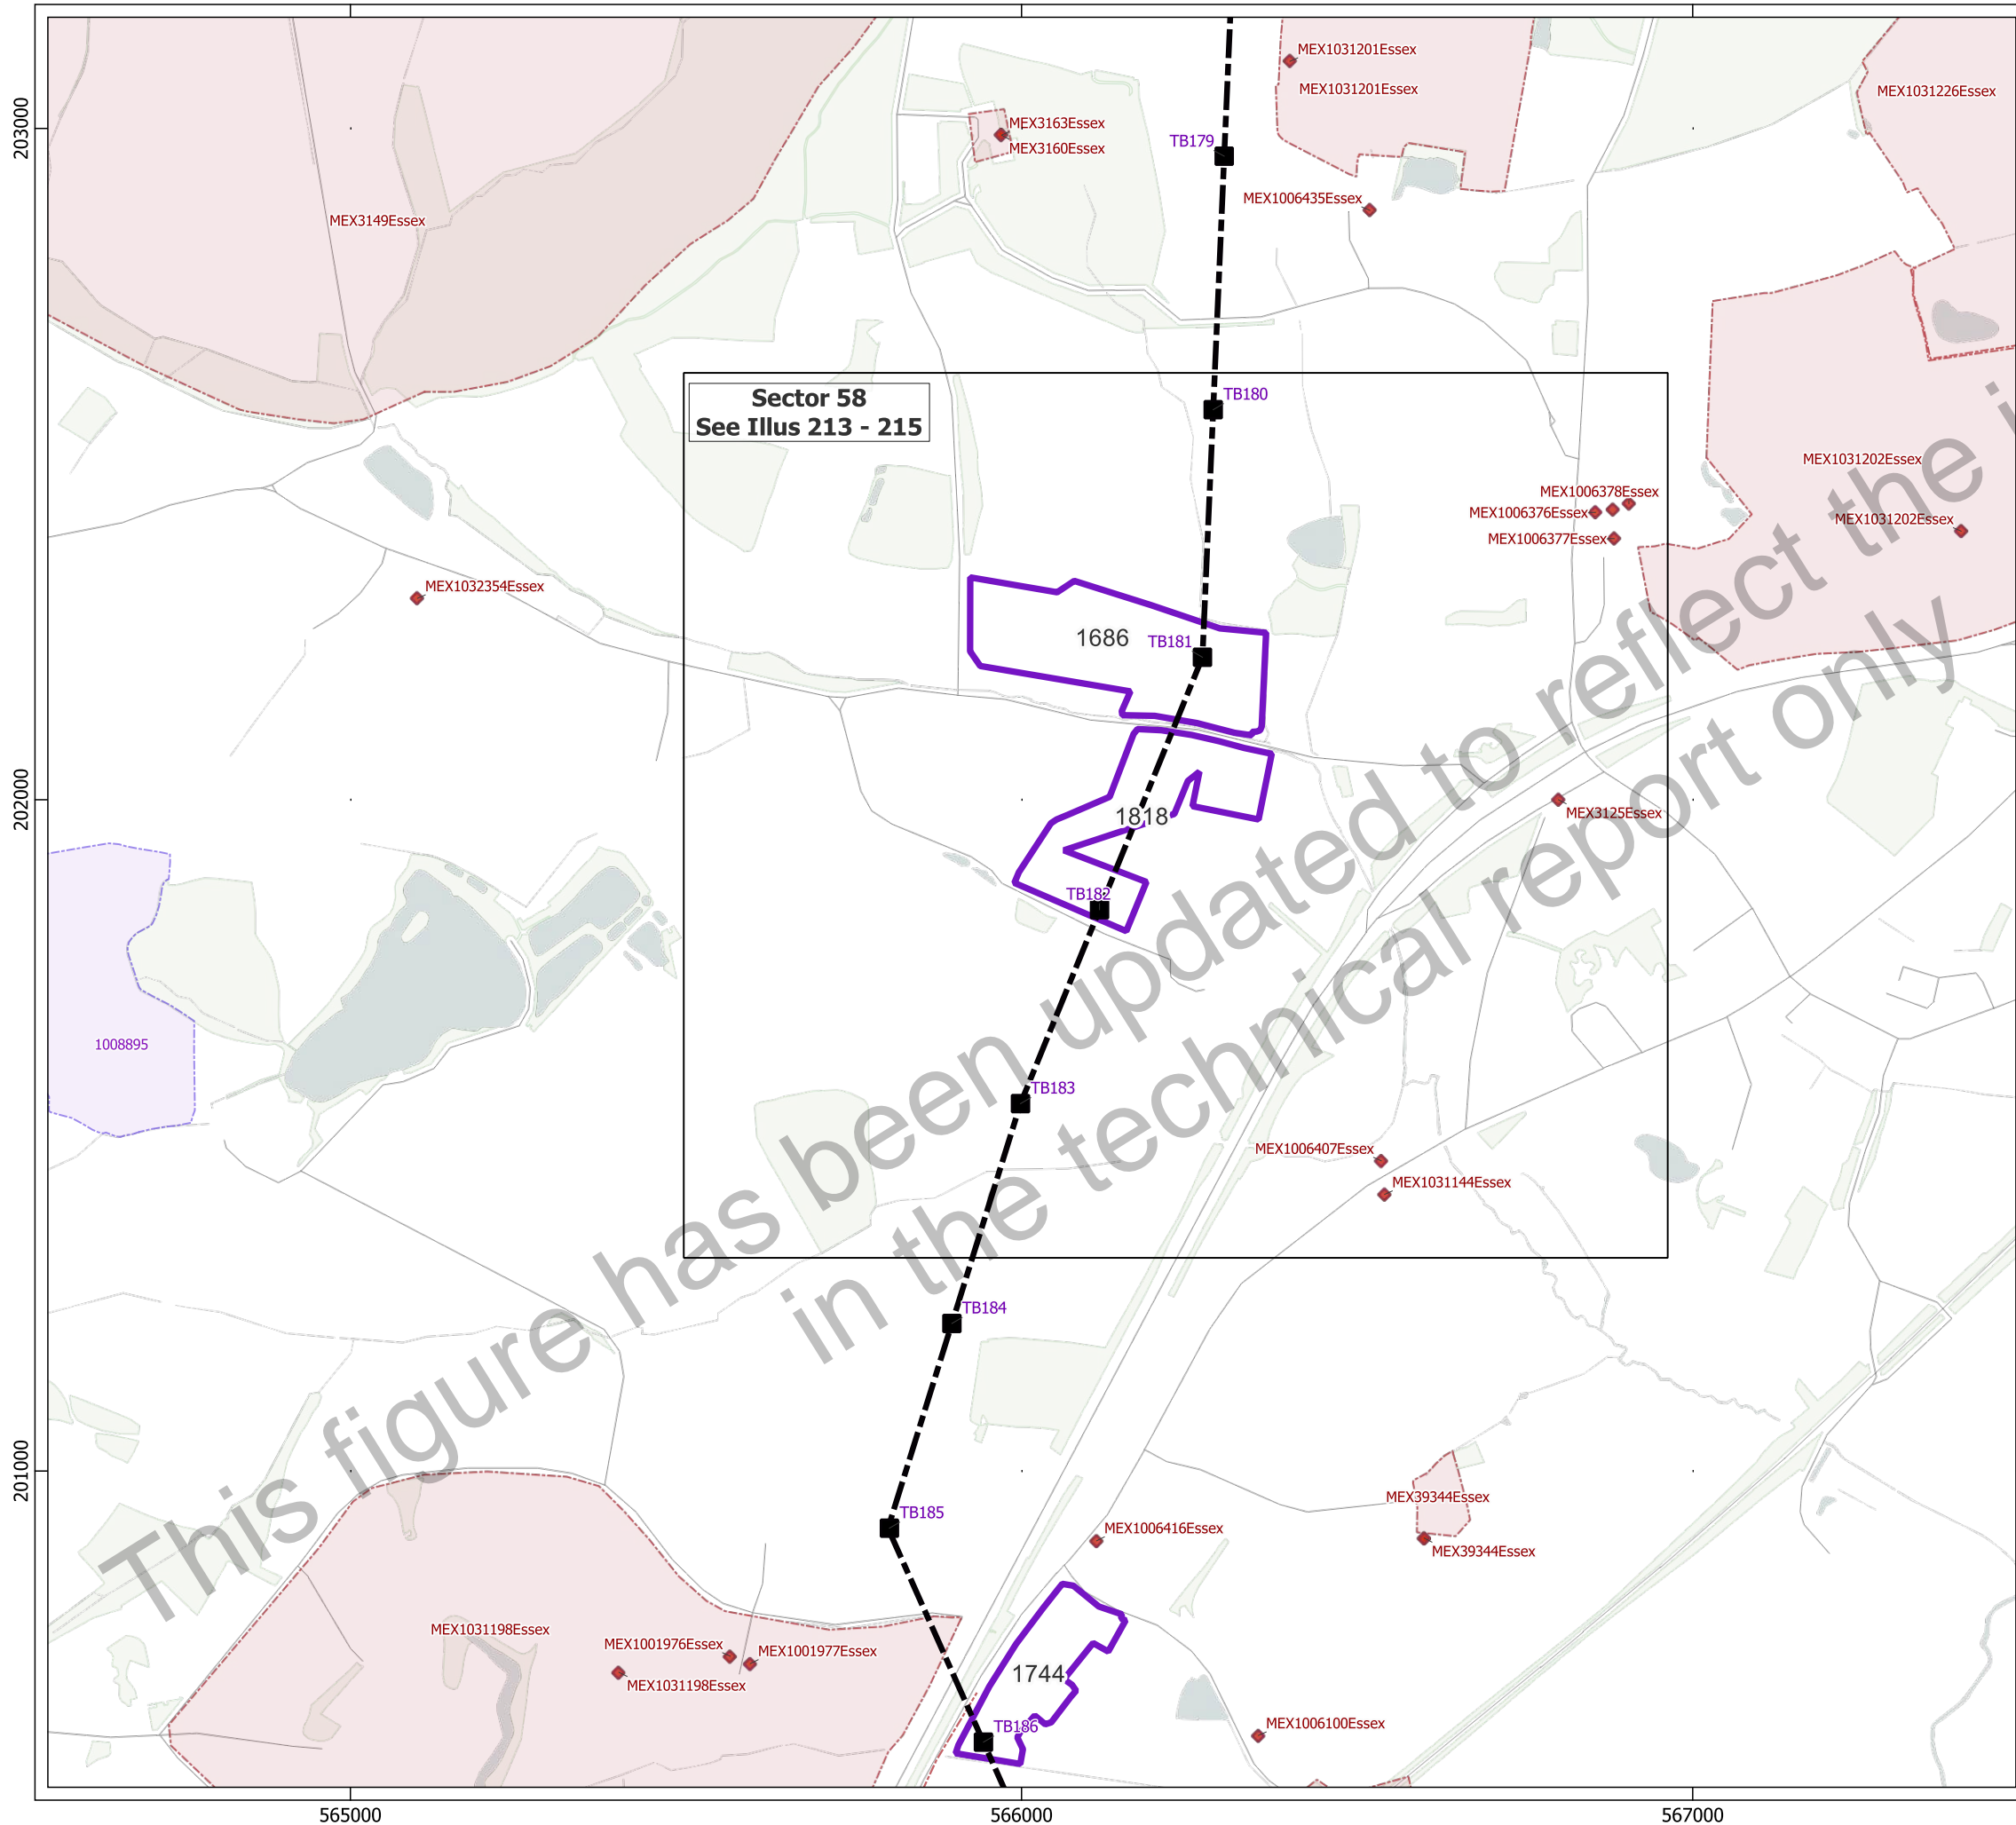 MEX1031201Essex
MEX1031201Essex
MEX1031226Essex
203000
MEX3163Essex
MEX3160Essex
TB179
MEX1006435Essex
MEX3149Essex
Sector 58
See Illus 213 - 215
TB180
MEX1031202Essex
MEX1006378Essex
MEX1006376Essex
MEX1031202Essex
MEX1006377Essex
MEX1032354Essex
1686
TB181
202000
MEX3125Essex
1818
TB182
1008895
TB183
MEX1006407Essex
MEX1031144Essex
TB184
This figure has been updated to reflect the i
in the technical report only
201000
MEX39344Essex
TB185
MEX1006416Essex
MEX39344Essex
MEX1031198Essex
MEX1001976Essex
MEX1001977Essex
MEX1031198Essex
1744
TB186
MEX1006100Essex
565000
566000
567000